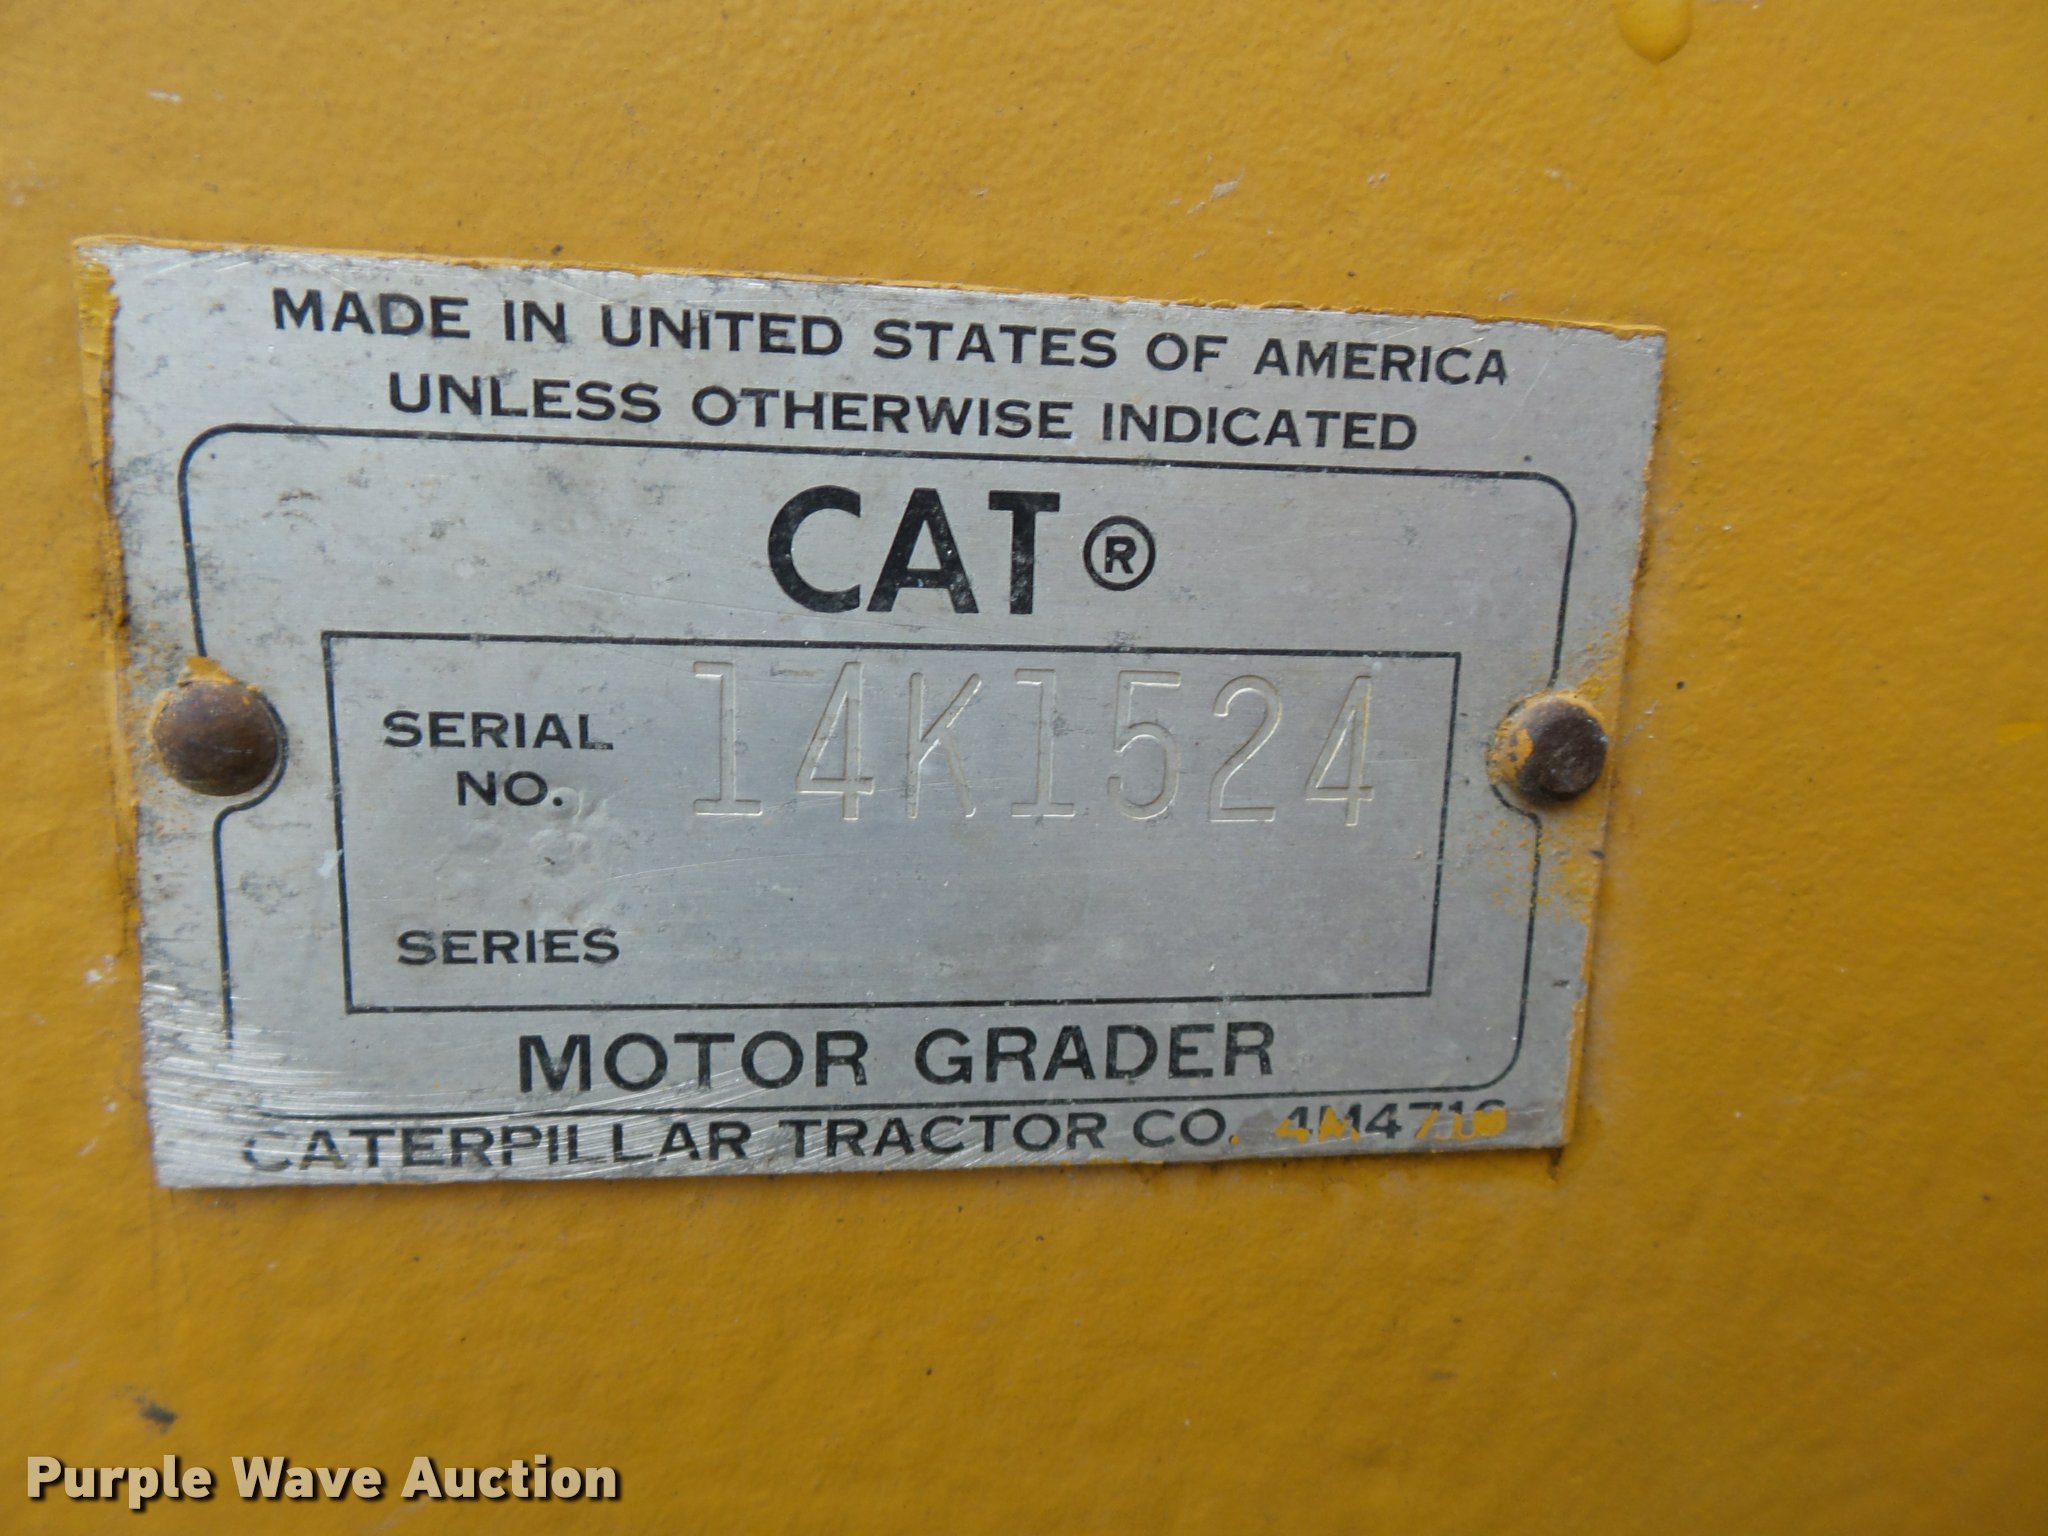 MADE IN UNITED STATES OF AMERICA
UNLESS OTHERWISE INDICATED
CAT®
SERIAL NO. 14K1524
SERIES
MOTOR GRADER
CATERPILLAR TRACTOR CO.
Purple Wave Auction